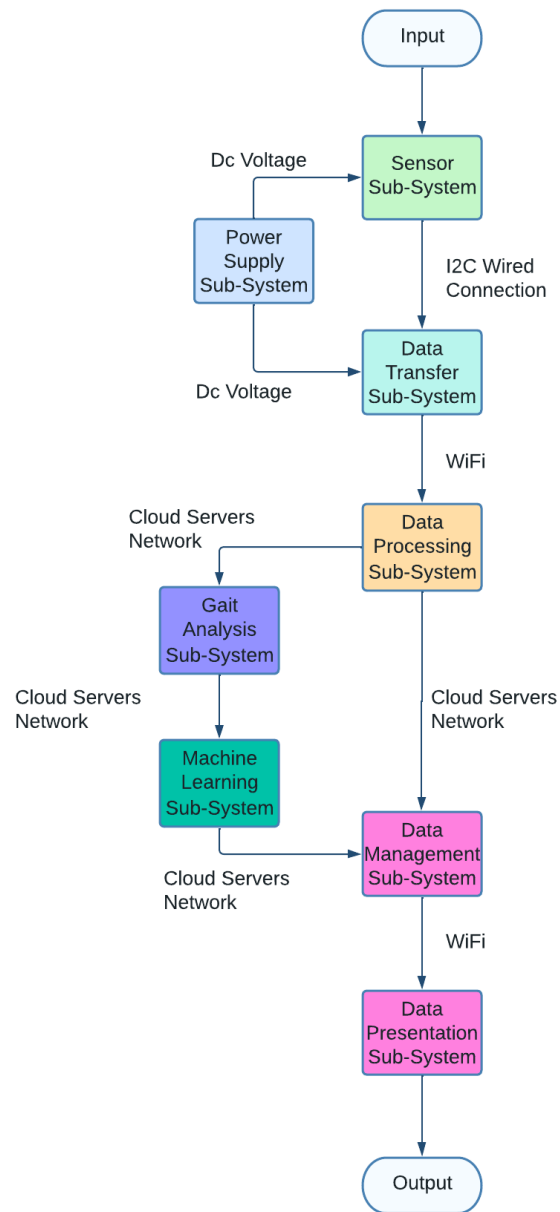 Input
Dc Voltage
Sensor
Sub-System
Power
Supply
Sub-System
I2C Wired
Connection
Data
Transfer
Sub-System
Dc Voltage
WiFi
Cloud Servers
Network
Data
Processing
Sub-System
Gait
Analysis
Sub-System
Cloud Servers
Network
Cloud Servers
Network
Machine
Learning
Sub-System
Data
Management
Sub-System
Cloud Servers
Network
WiFi
Data
Presentation
Sub-System
Output